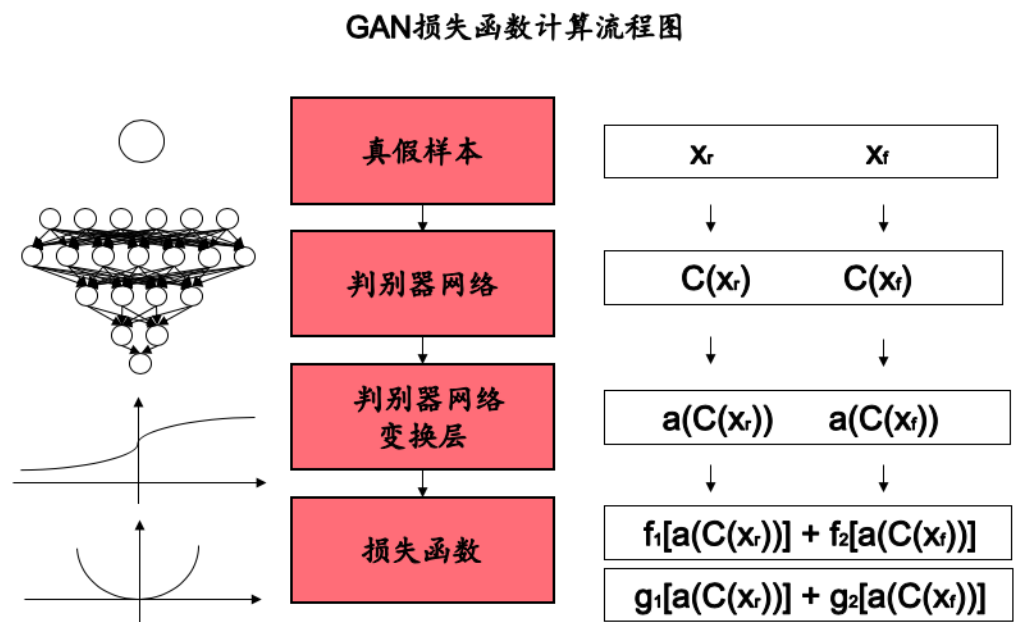 GAN损失函数计算流程图
真假样本
xr xf
判别器网络
C(xr) C(xf)
判别器网络
变换层
a(C(xr)) a(C(xf))
损失函数
f1[a(C(xr))] + f2[a(C(xf))]
g1[a(C(xr))] + g2[a(C(xf))]